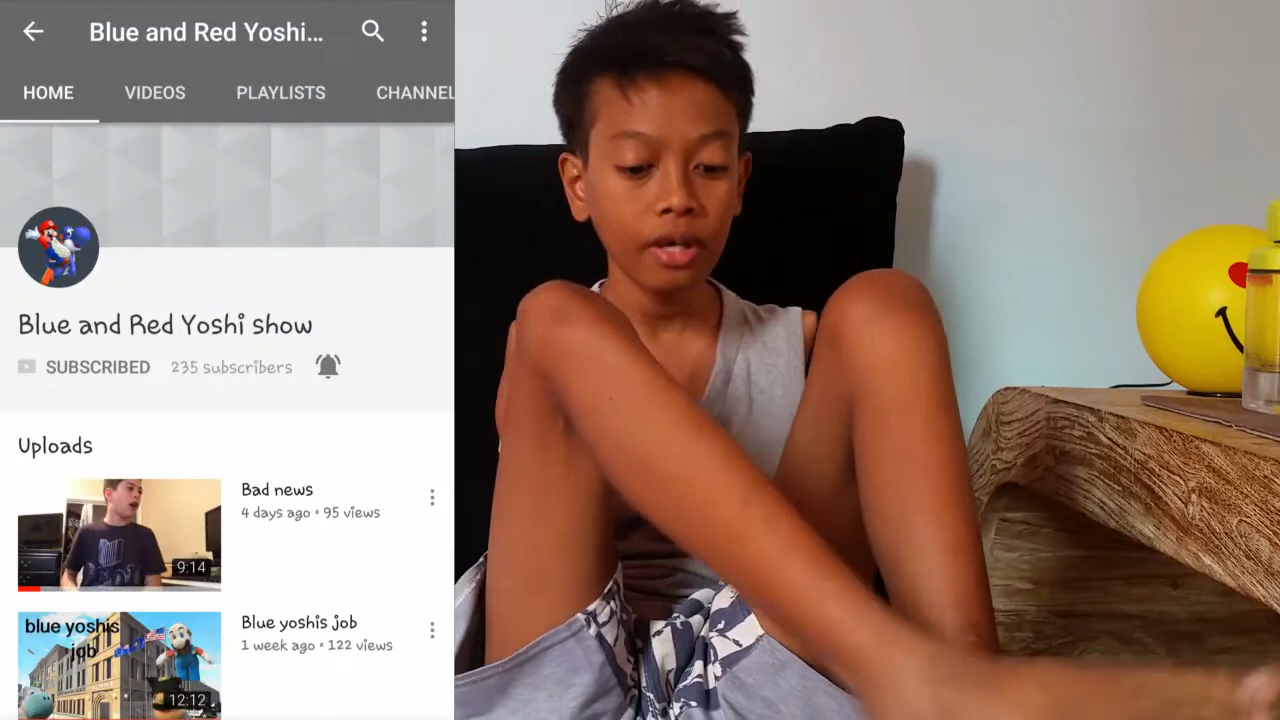 Blue and Red Yoshi...
HOME VIDEOS PLAYLISTS CHANNEL
Blue and Red Yoshi show
SUBSCRIBED 235 subscribers
Uploads
Bad news
4 days ago • 95 views
9:14
Blue yoshis job
1 week ago • 122 views
blue yoshis
job
12:12